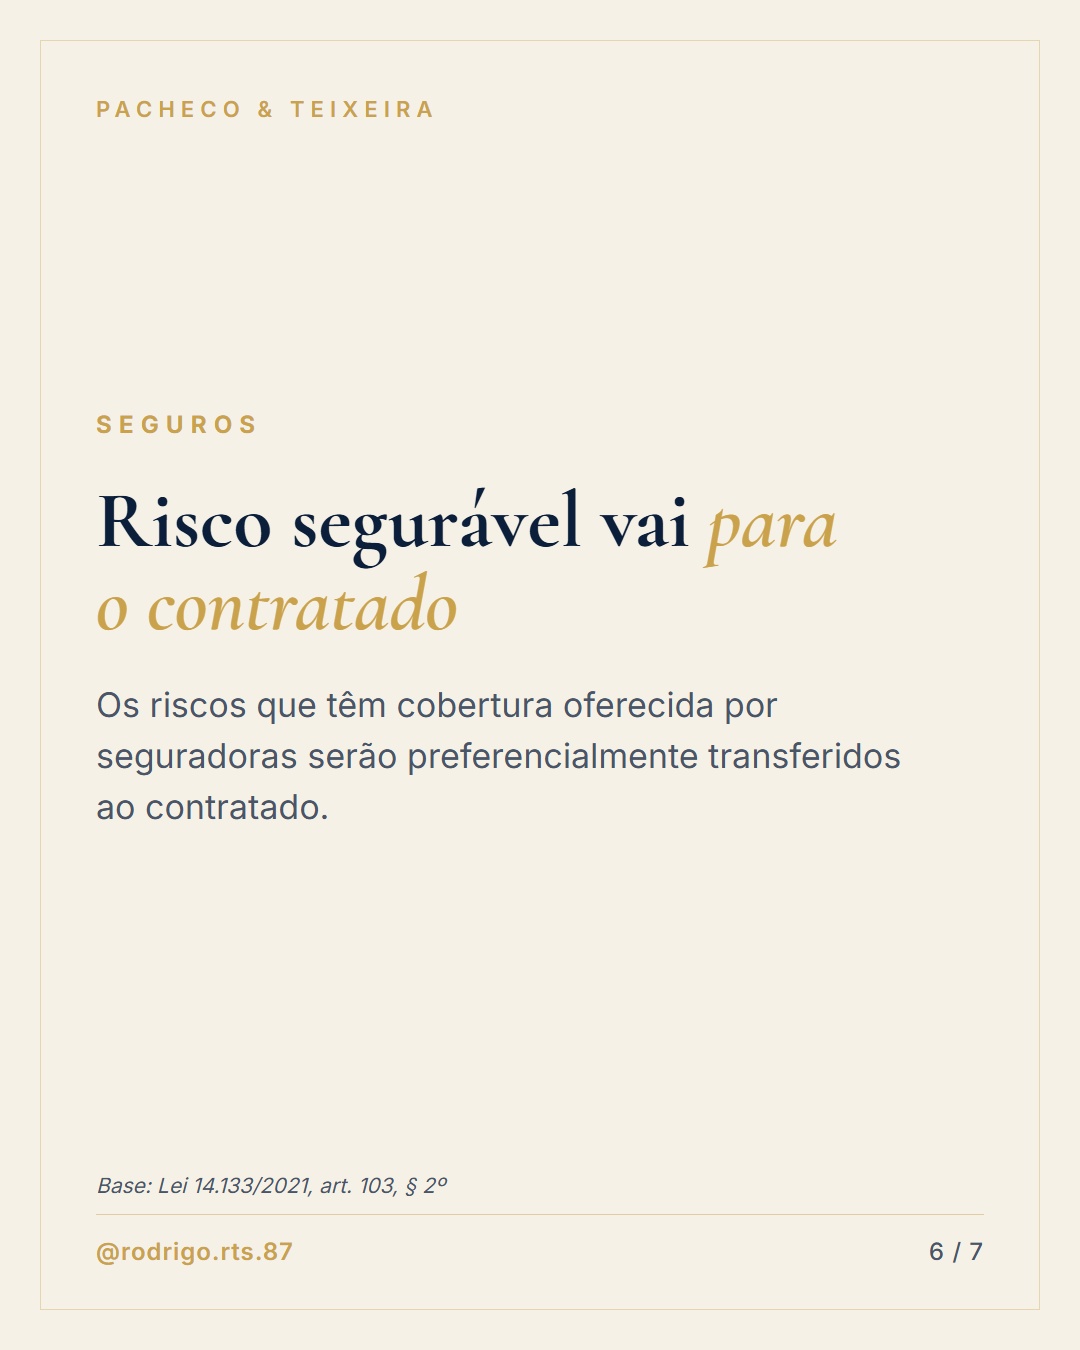 PACHECO & TEIXEIRA
SEGUROS
Risco segurável vai para
o contratado
Os riscos que têm cobertura oferecida por
seguradoras serão preferencialmente transferidos
ao contratado.
Base: Lei 14.133/2021, art. 103, § 2º
@rodrigo.rts.87
6 / 7